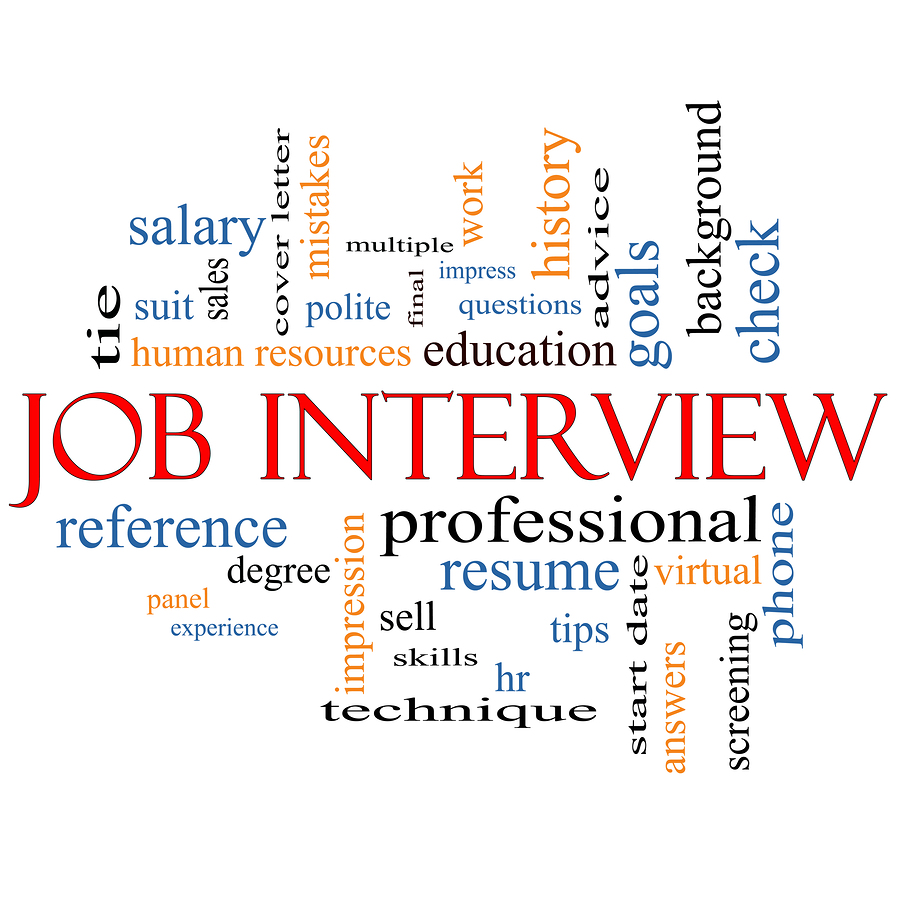 background
cover letter
history
mistakes
work
advice
salary
check
multiple
goals
sales
impress
final
tie
suit
polite
questions
human resources
education
JOB INTERVIEW
professional
reference
phone
impression
degree
resume
virtual
start date
panel
experience
sell
tips
screening
skills
answers
hr
technique